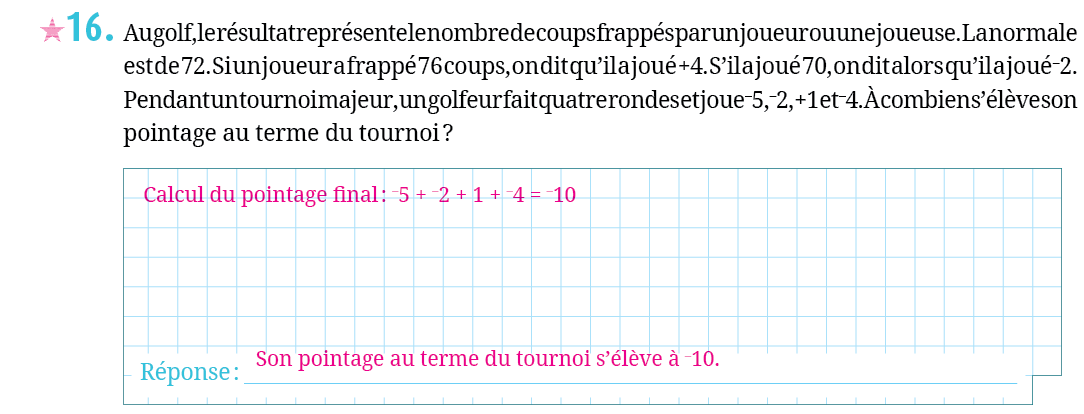 16. Au golf, le résultat représente le nombre de coups frappés par un joueur ou une joueuse. La normale
est de 72. Si un joueur a frappé 76 coups, on dit qu’il a joué +4. S’il a joué 70, on dit alors qu’il a joué ⁻2.
Pendant un tournoi majeur, un golfeur fait quatre rondes et joue ⁻5, ⁻2, +1 et ⁻4. À combien s’élève son
pointage au terme du tournoi ?
Calcul du pointage final : ⁻5 + ⁻2 + 1 + ⁻4 = ⁻10
Son pointage au terme du tournoi s’élève à ⁻10.
Réponse :